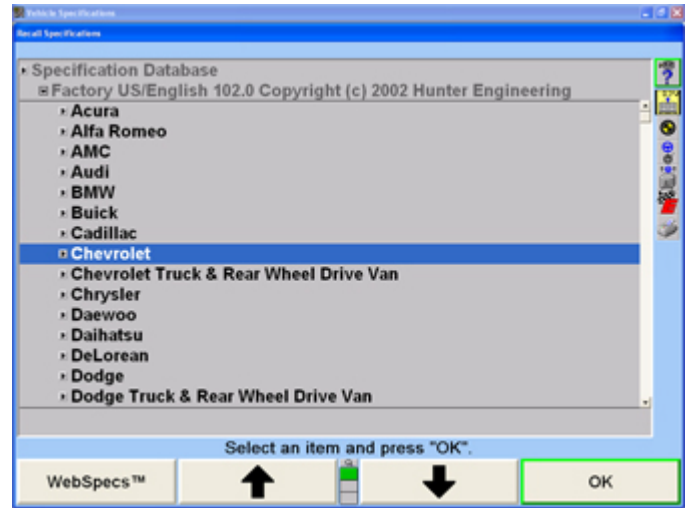 Vehicle Specifications
Recall Specifications
Specification Database
Factory US/English 102.0 Copyright (c) 2002 Hunter Engineering
Acura
Alfa Romeo
AMC
Audi
BMW
Buick
Cadillac
Chevrolet
Chevrolet Truck & Rear Wheel Drive Van
Chrysler
Daewoo
Daihatsu
DeLorean
Dodge
Dodge Truck & Rear Wheel Drive Van
Select an item and press "OK".
WebSpecs™
OK